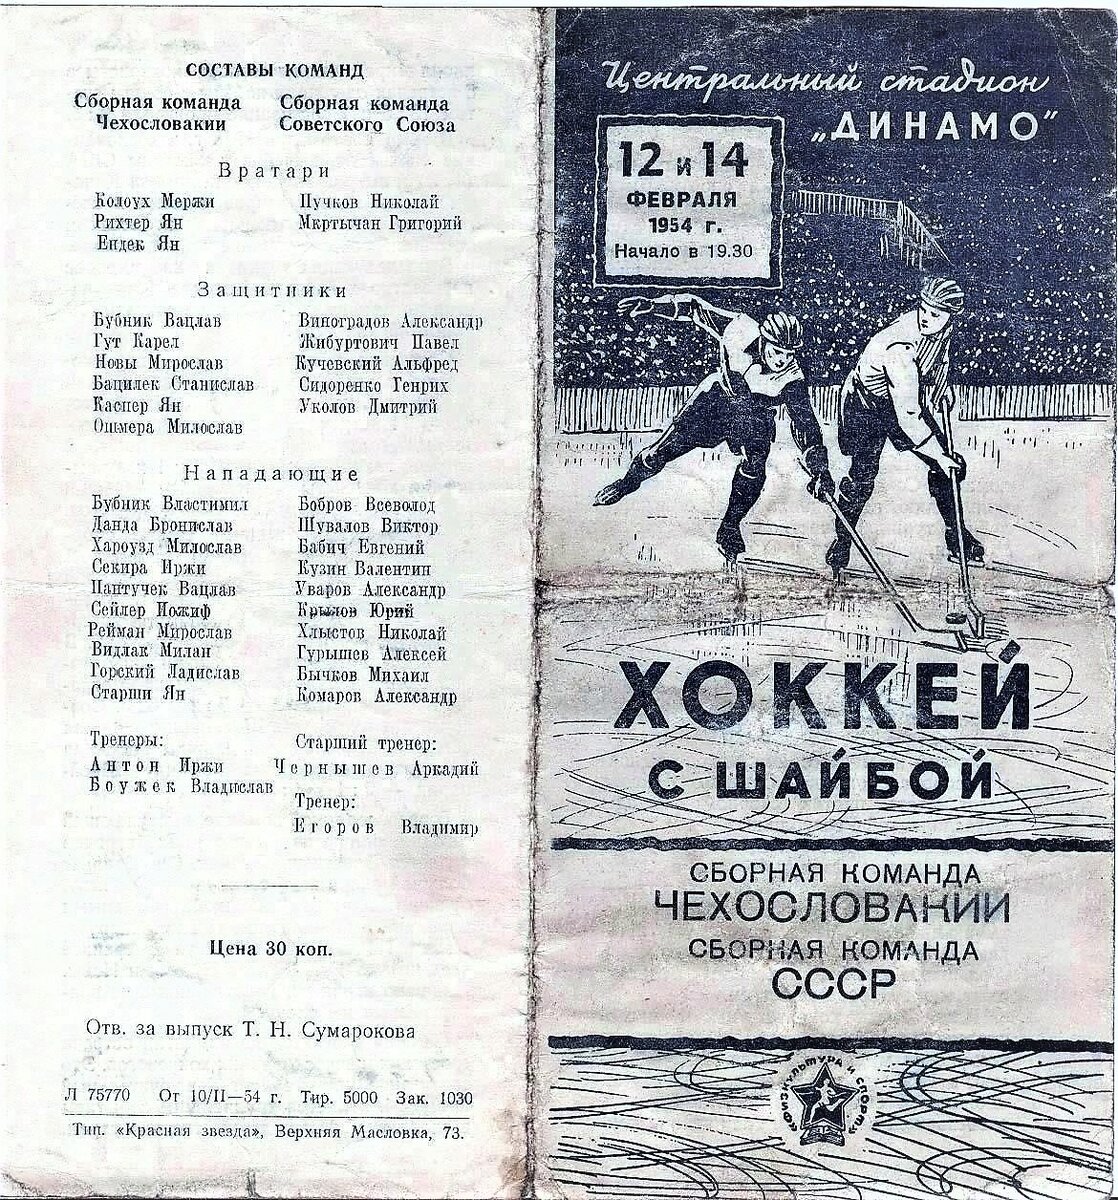 СОСТАВЫ КОМАНД
Сборная команда Чехословакии
Сборная команда Советского Союза
Вратари
Колоух Мержи
Рихтер Ян
Ендек Ян
Пучков Николай
Мкртычан Григорий
Защитники
Бубник Вацлав
Гут Карел
Новы Мирослав
Бацилек Станислав
Каспер Ян
Ошмера Милослав
Виноградов Александр
Жибуртович Павел
Кучевский Альфред
Сидоренко Генрих
Уколов Дмитрий
Нападающие
Бубник Властимил
Данда Бронислав
Хароузд Милослав
Секира Иржи
Пантучек Вацлав
Сейлер Иожиф
Рейман Мирослав
Видлак Милан
Горский Ладислав
Старши Ян
Бобров Всеволод
Шувалов Виктор
Бабич Евгений
Кузин Валентин
Уваров Александр
Крылов Юрий
Хлыстов Николай
Гурышев Алексей
Бычков Михаил
Комаров Александр
Тренеры:
Антон Иржи
Боужек Владислав
Старший тренер:
Чернышев Аркадий
Тренер:
Егоров Владимир
Цена 30 коп.
Отв. за выпуск Т. Н. Сумарокова
Л 75770 От 10/II—54 г. Тир. 5000 Зак. 1030
Тип. «Красная звезда», Верхняя Масловка, 73.
Центральный стадион
„ДИНАМО"
12 и 14
ФЕВРАЛЯ
1954 г.
Начало в 19.30
ХОККЕЙ
С ШАЙБОЙ
СБОРНАЯ КОМАНДА
ЧЕХОСЛОВАКИИ
СБОРНАЯ КОМАНДА
СССР
«ФИЗКУЛЬТУРА И СПОРТ»